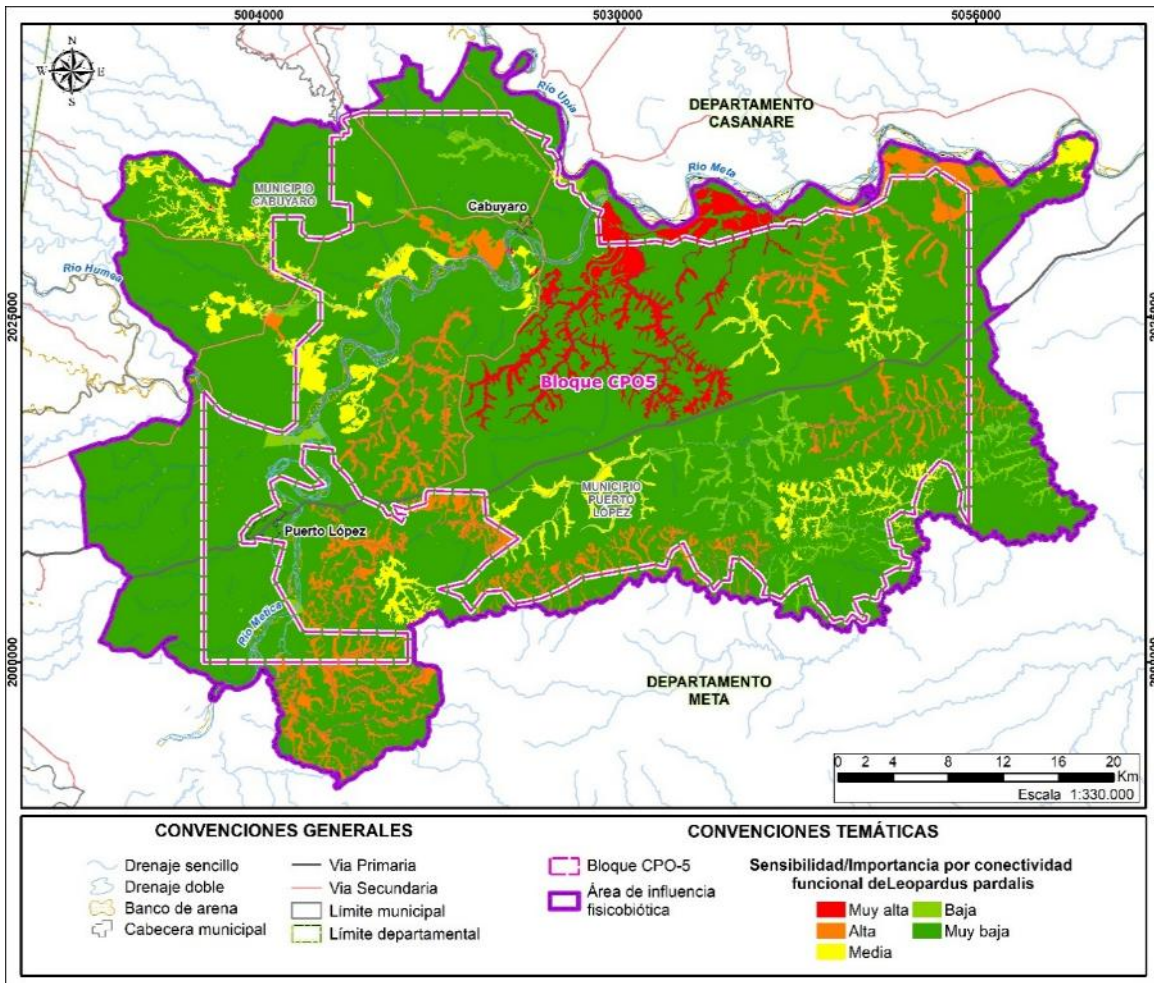 5004000
5030000
5056000
N
W
E
S
Río Upía
DEPARTAMENTO
CASANARE
Río Meta
MUNICIPIO
CABUYARO
Cabuyaro
Río Humea
2025000
2025000
Bloque CPO5
MUNICIPIO
PUERTO
LÓPEZ
Puerto López
Río Metica
2000000
2000000
DEPARTAMENTO
META
0 2 4 8 12 16 20
Km
Escala 1:330.000
CONVENCIONES GENERALES
Drenaje sencillo
Drenaje doble
Banco de arena
Cabecera municipal
Via Primaria
Vía Secundaria
Límite municipal
Límite departamental
CONVENCIONES TEMÁTICAS
Bloque CPO-5
Área de influencia
fisicobiótica
Sensibilidad/Importancia por conectividad
funcional deLeopardus pardalis
Muy alta
Alta
Media
Baja
Muy baja